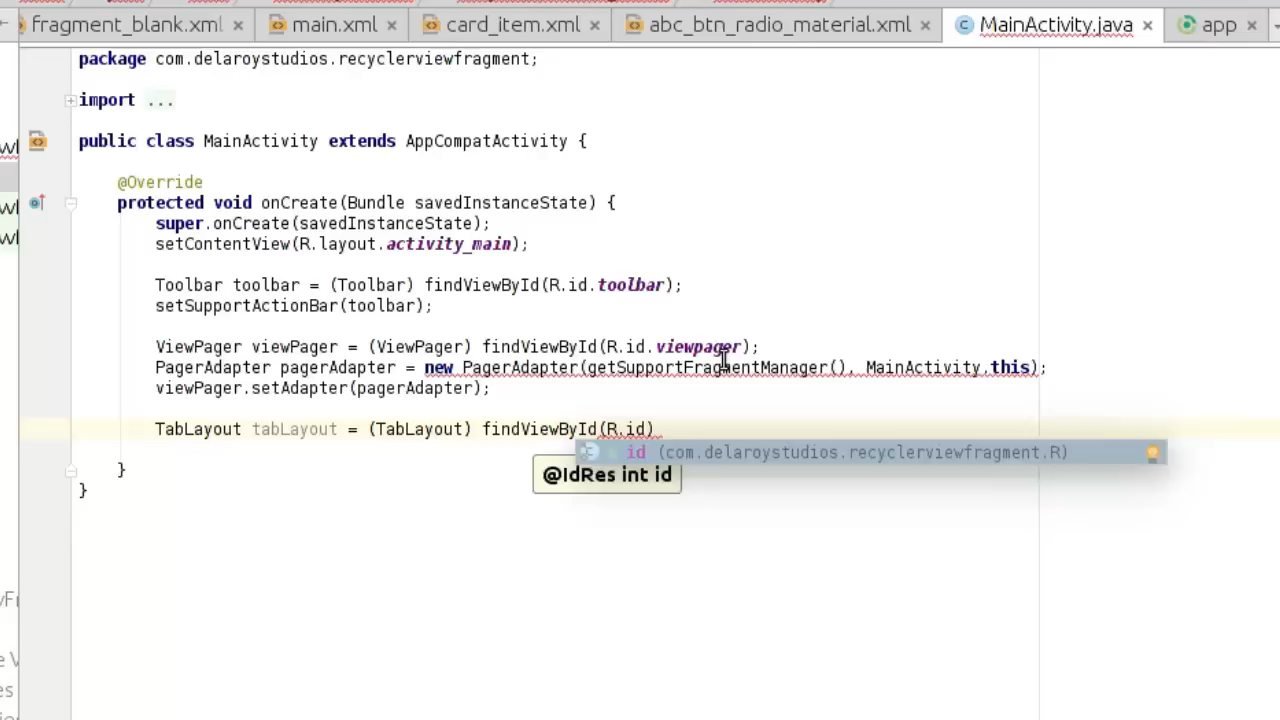 fragment_blank.xml main.xml card_item.xml abc_btn_radio_material.xml MainActivity.java app
package com.delaroystudios.recyclerviewfragment;
import ...
public class MainActivity extends AppCompatActivity {
@Override
protected void onCreate(Bundle savedInstanceState) {
super.onCreate(savedInstanceState);
setContentView(R.layout.activity_main);
Toolbar toolbar = (Toolbar) findViewById(R.id.toolbar);
setSupportActionBar(toolbar);
ViewPager viewPager = (ViewPager) findViewById(R.id.viewpager);
PagerAdapter pagerAdapter = new PagerAdapter(getSupportFragmentManager(), MainActivity.this);
viewPager.setAdapter(pagerAdapter);
TabLayout tabLayout = (TabLayout) findViewById(R.id)
id (com.delaroystudios.recyclerviewfragment.R)
}
@IdRes int id
}